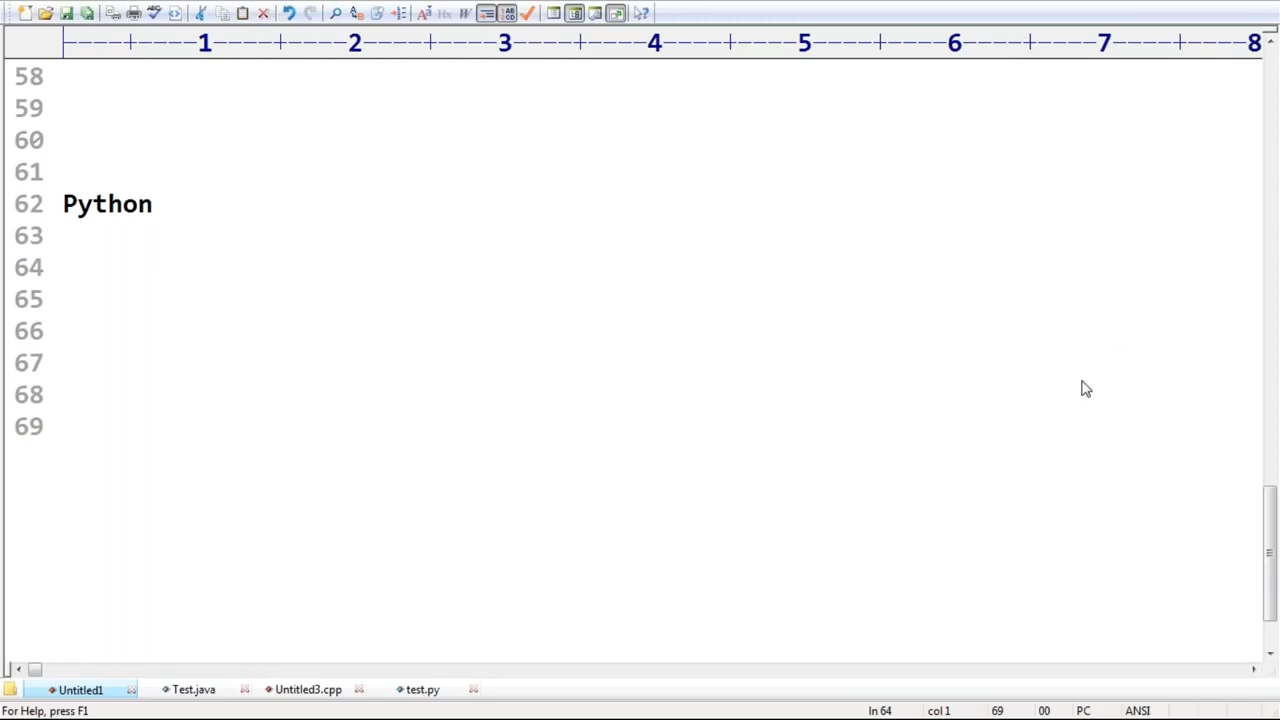 1 2 3 4 5 6 7 8
58
59
60
61
62 Python
63
64
65
66
67
68
69
Untitled1 Test.java Untitled3.cpp test.py
For Help, press F1 ln 64 col 1 69 00 PC ANSI